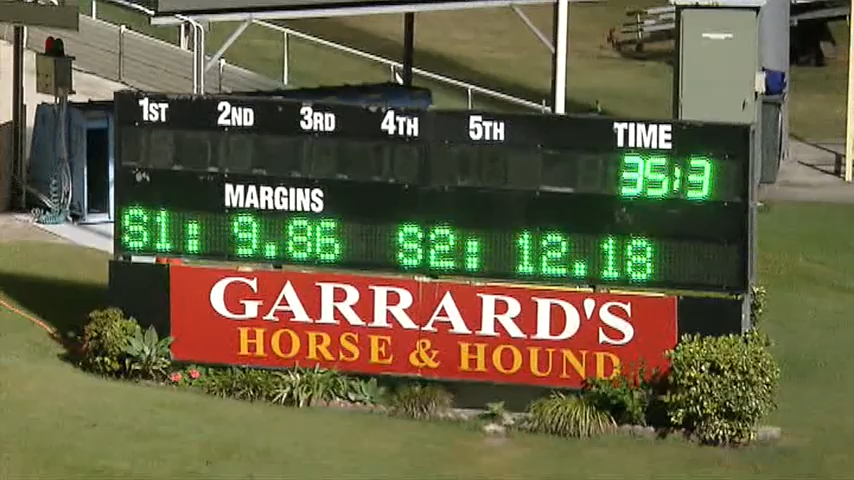 1ST 2ND 3RD 4TH 5TH TIME
35:3
MARGINS
S1: 9.86 S2: 12.18
GARRARD'S
HORSE & HOUND